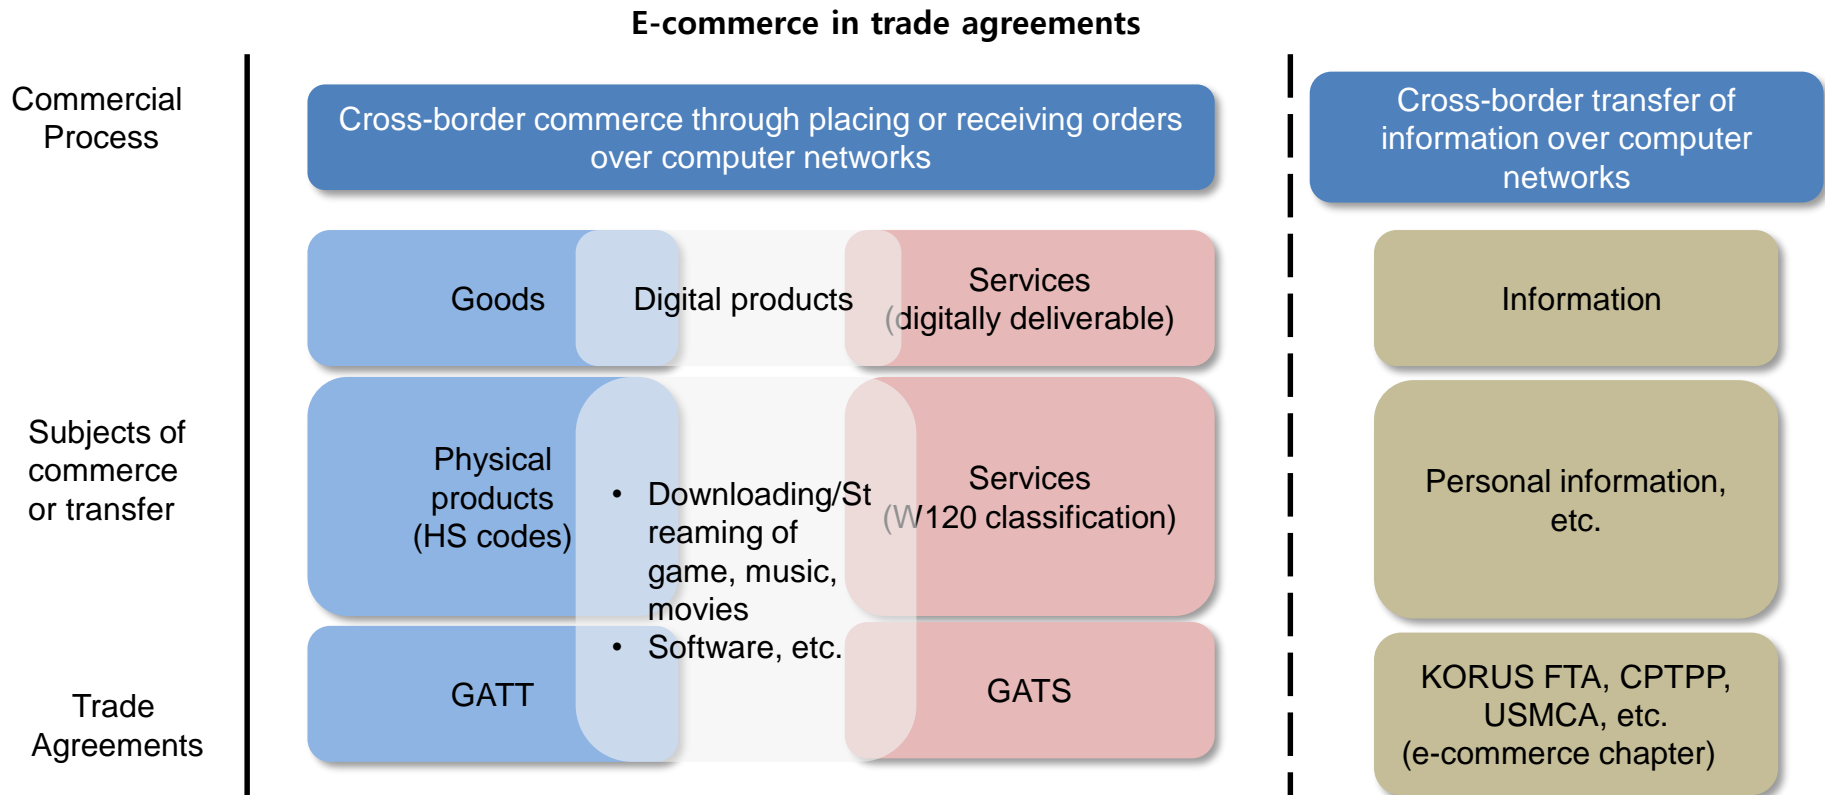 E-commerce in trade agreements
Commercial
Process
Cross-border commerce through placing or receiving orders
over computer networks
Cross-border transfer of
information over computer
networks
Goods
Digital products
Services
(digitally deliverable)
Information
Subjects of
commerce
or transfer
Physical
products
(HS codes)
• Downloading/St
reaming of
game, music,
movies
• Software, etc.
Services
(W120 classification)
Personal information,
etc.
Trade
Agreements
GATT
GATS
KORUS FTA, CPTPP,
USMCA, etc.
(e-commerce chapter)